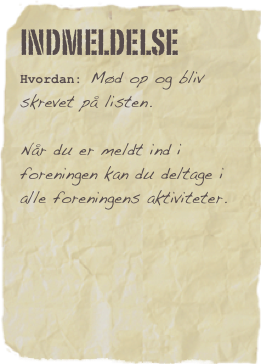 INDMELDELSE
Hvordan: Mød op og bliv
skrevet på listen.
Når du er meldt ind i
foreningen kan du deltage i
alle foreningens aktiviteter.